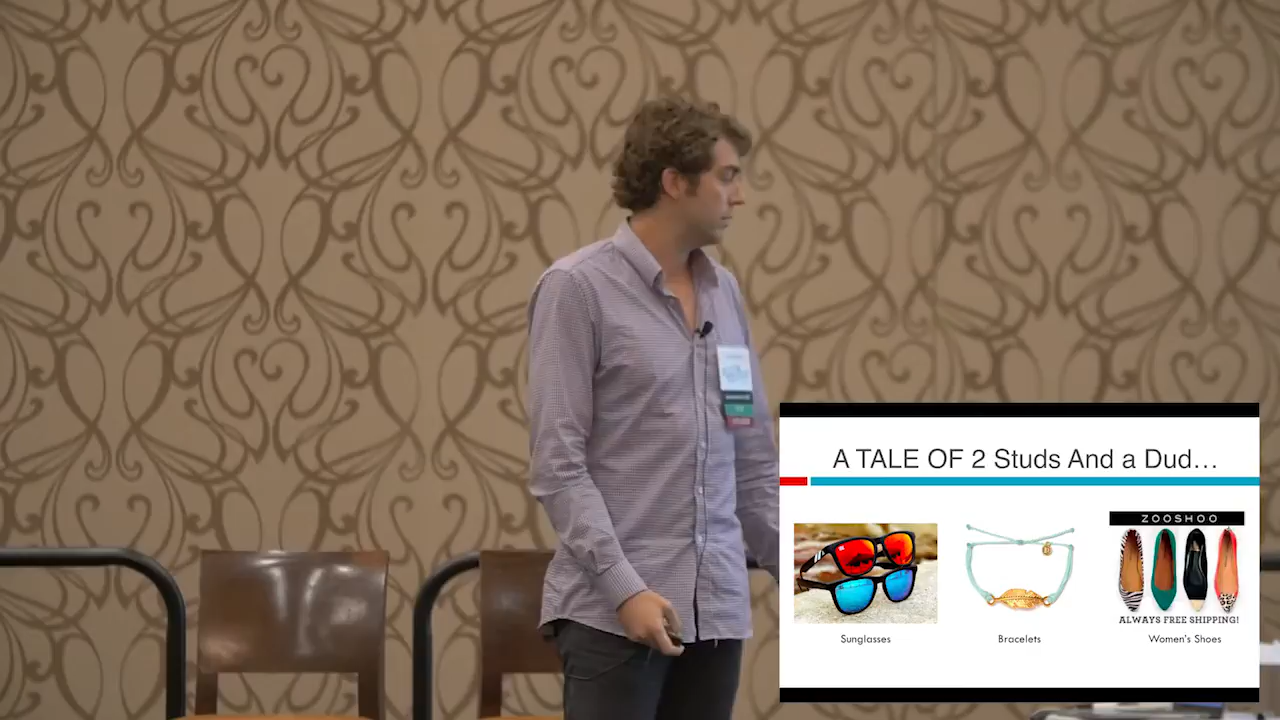 A TALE OF 2 Studs And a Dud...
ZOOSHOO
ALWAYS FREE SHIPPING!
Sunglasses
Bracelets
Women's Shoes